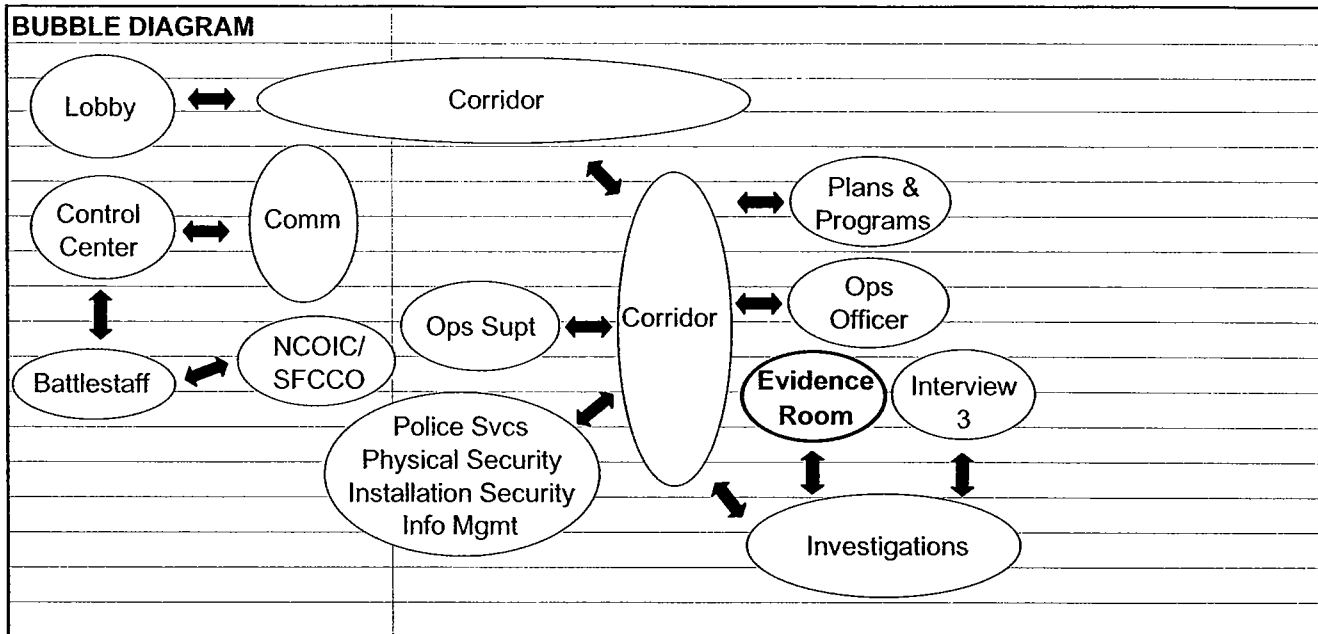 BUBBLE DIAGRAM
Lobby
Corridor
Control
Center
Comm
Plans &
Programs
Ops Supt
Corridor
Ops
Officer
Battlestaff
NCOIC/
SFCCO
Evidence
Room
Interview
3
Police Svcs
Physical Security
Installation Security
Info Mgmt
Investigations